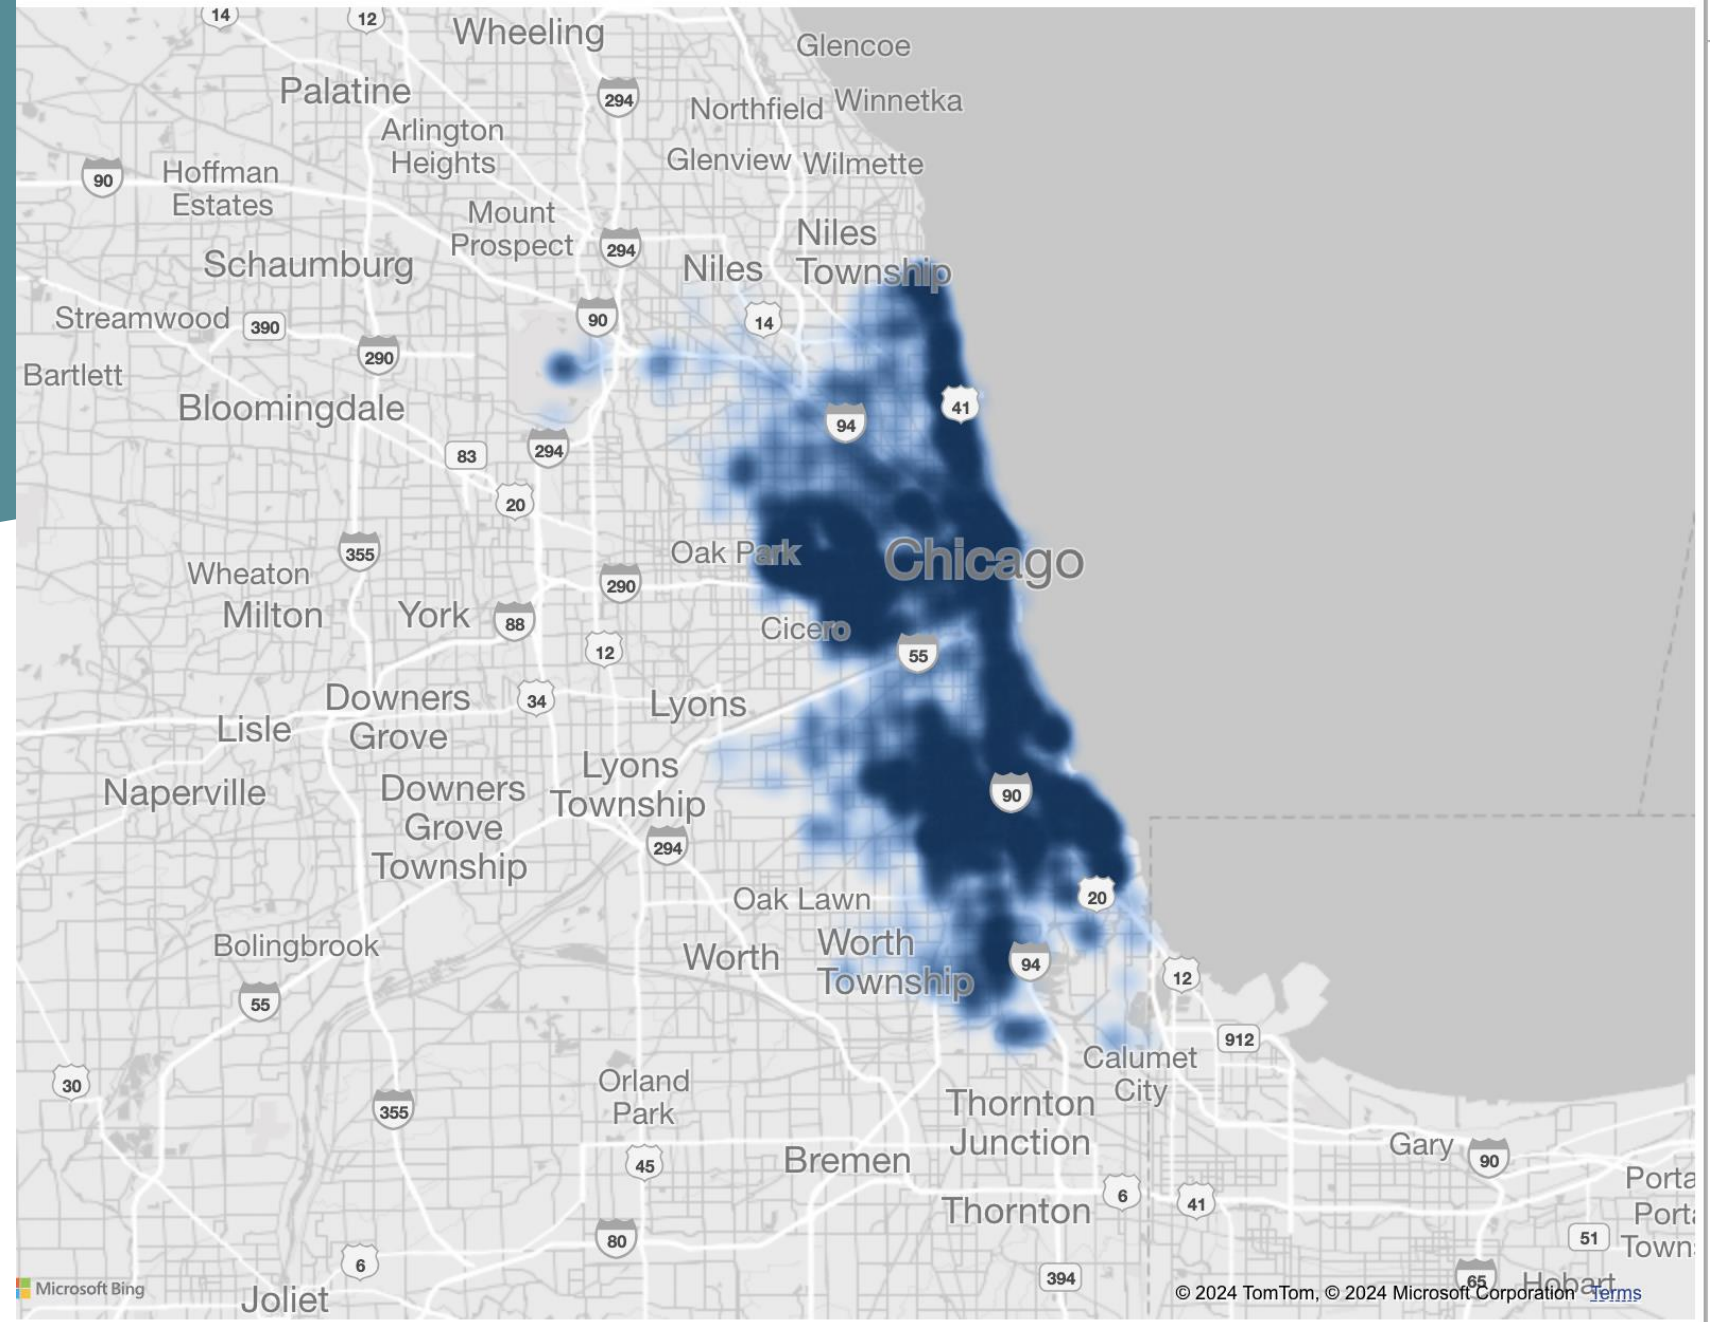 14
12
Wheeling
Glencoe
Palatine
294
Northfield
Winnetka
Arlington
Heights
Glenview
Wilmette
90
Hoffman
Estates
Mount
Prospect
294
Niles
Township
Schaumburg
Niles
Streamwood
390
90
14
290
Bartlett
Bloomingdale
41
94
83
294
20
355
Oak Park
Chicago
Wheaton
290
Milton
York
88
Cicero
12
55
Downers
Grove
34
Lyons
Lisle
Lyons
Township
Naperville
Downers
Grove
Township
90
294
Oak Lawn
20
Bolingbrook
Worth
Worth
Township
94
12
55
912
Calumet
City
30
Orland
Park
355
Thornton
Junction
Gary
90
45
Bremen
Porta
6
41
Thornton
Porta
Town
51
80
6
394
65
Hobart
Microsoft Bing
Joliet
© 2024 TomTom, © 2024 Microsoft Corporation Terms